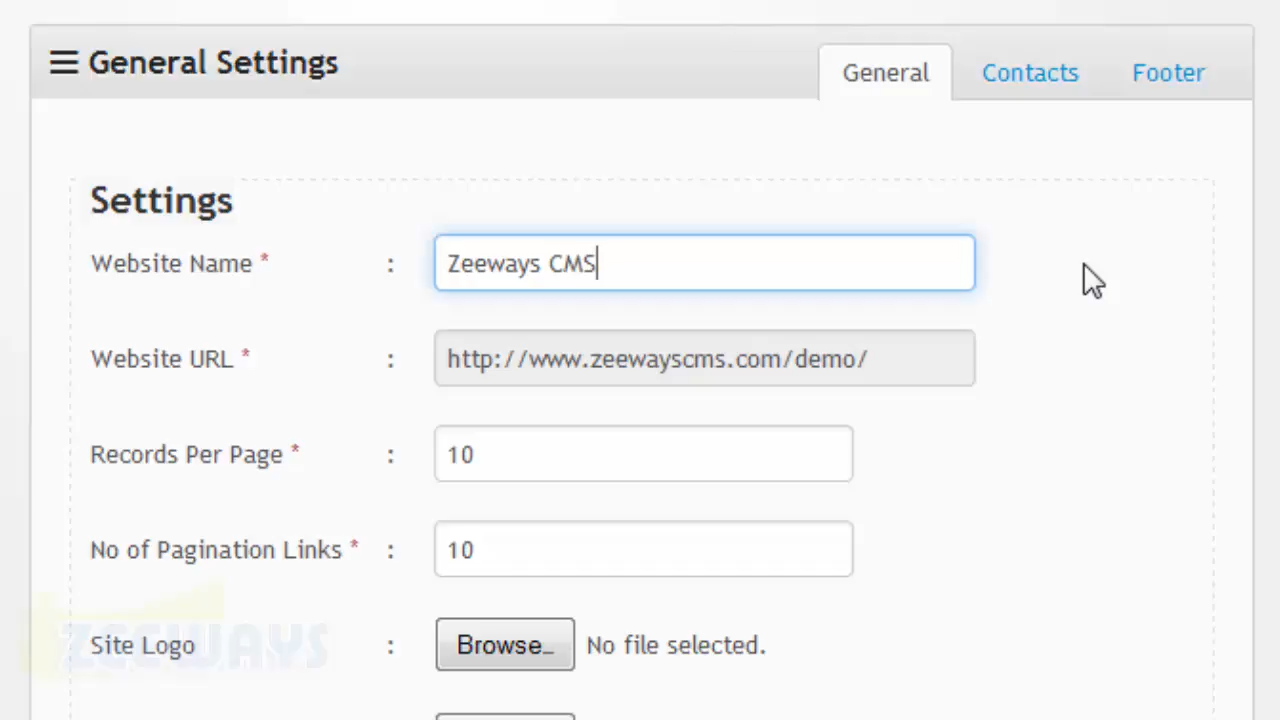 General Settings
General
Contacts
Footer
Settings
Website Name * : Zeeways CMS
Website URL * : http://www.zeewayscms.com/demo/
Records Per Page * : 10
No of Pagination Links * : 10
Site Logo : Browse... No file selected.
ZEEWAYS